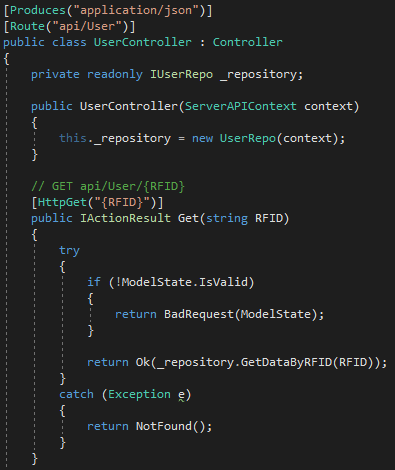 [Produces("application/json")]
[Route("api/User")]
public class UserController : Controller
{
    private readonly IUserRepo _repository;

    public UserController(ServerAPIContext context)
    {
        this._repository = new UserRepo(context);
    }

    // GET api/User/{RFID}
    [HttpGet("{RFID}")]
    public IActionResult Get(string RFID)
    {
        try
        {
            if (!ModelState.IsValid)
            {
                return BadRequest(ModelState);
            }

            return Ok(_repository.GetDataByRFID(RFID));
        }
        catch (Exception e)
        {
            return NotFound();
        }
    }